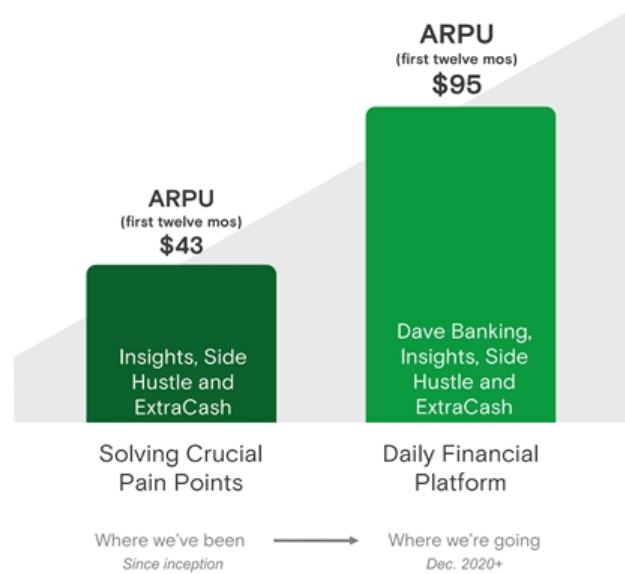 ARPU
(first twelve mos)
$95
ARPU
(first twelve mos)
$43
Insights, Side
Hustle and
ExtraCash
Dave Banking,
Insights, Side
Hustle and
ExtraCash
Solving Crucial
Pain Points
Daily Financial
Platform
Where we've been
Since inception
Where we're going
Dec. 2020+